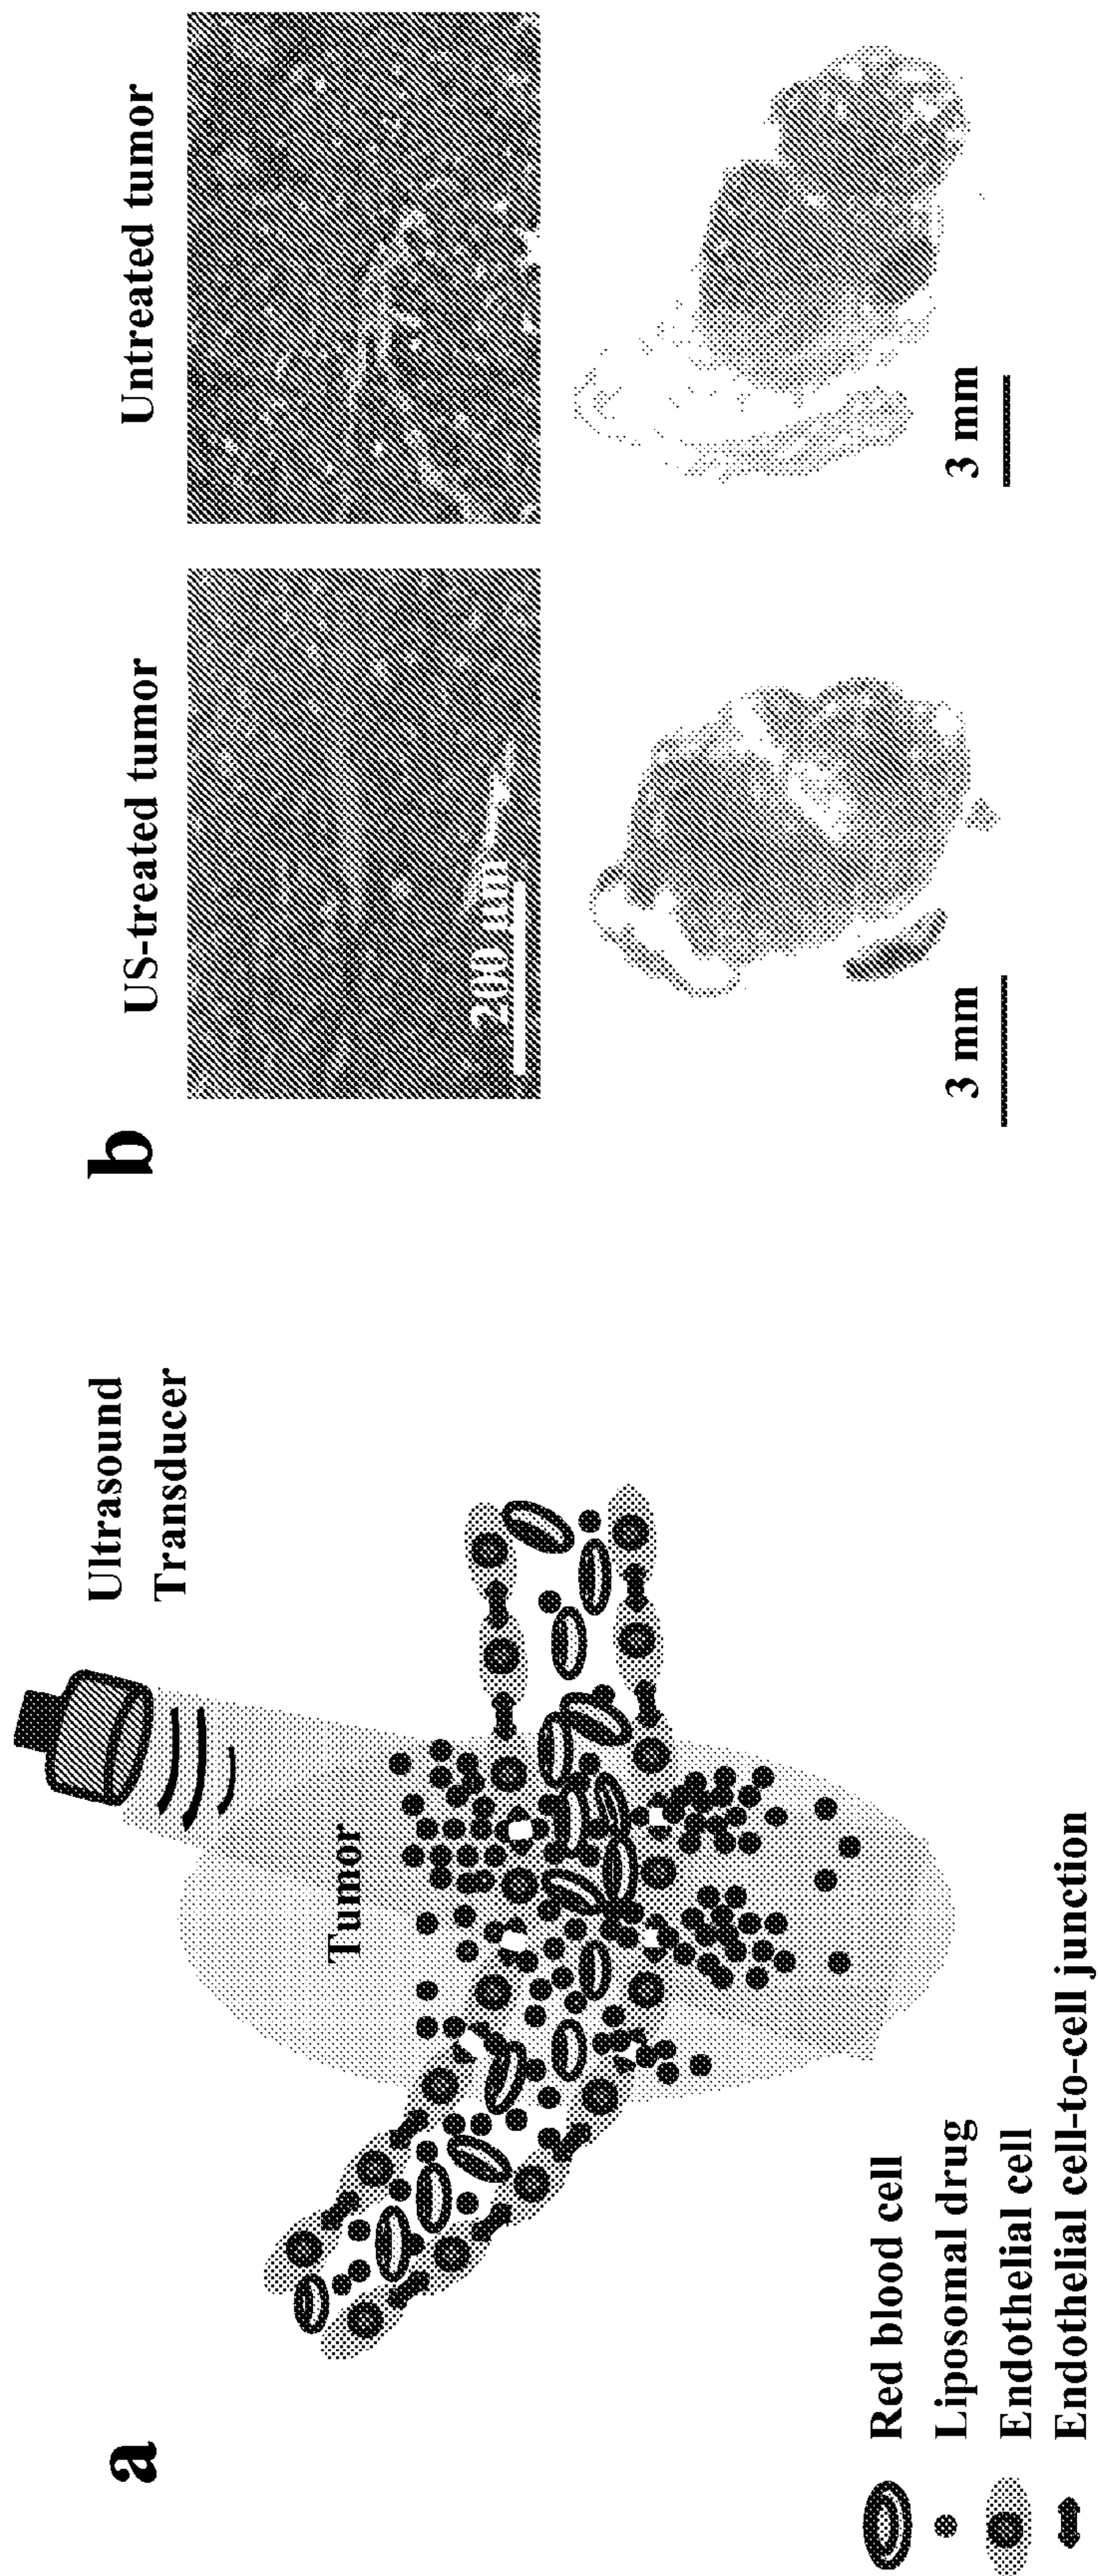 a
Ultrasound
Transducer
Tumor
Red blood cell
Liposomal drug
Endothelial cell
Endothelial cell-to-cell junction
b
US-treated tumor
Untreated tumor
200 µm
3 mm
3 mm